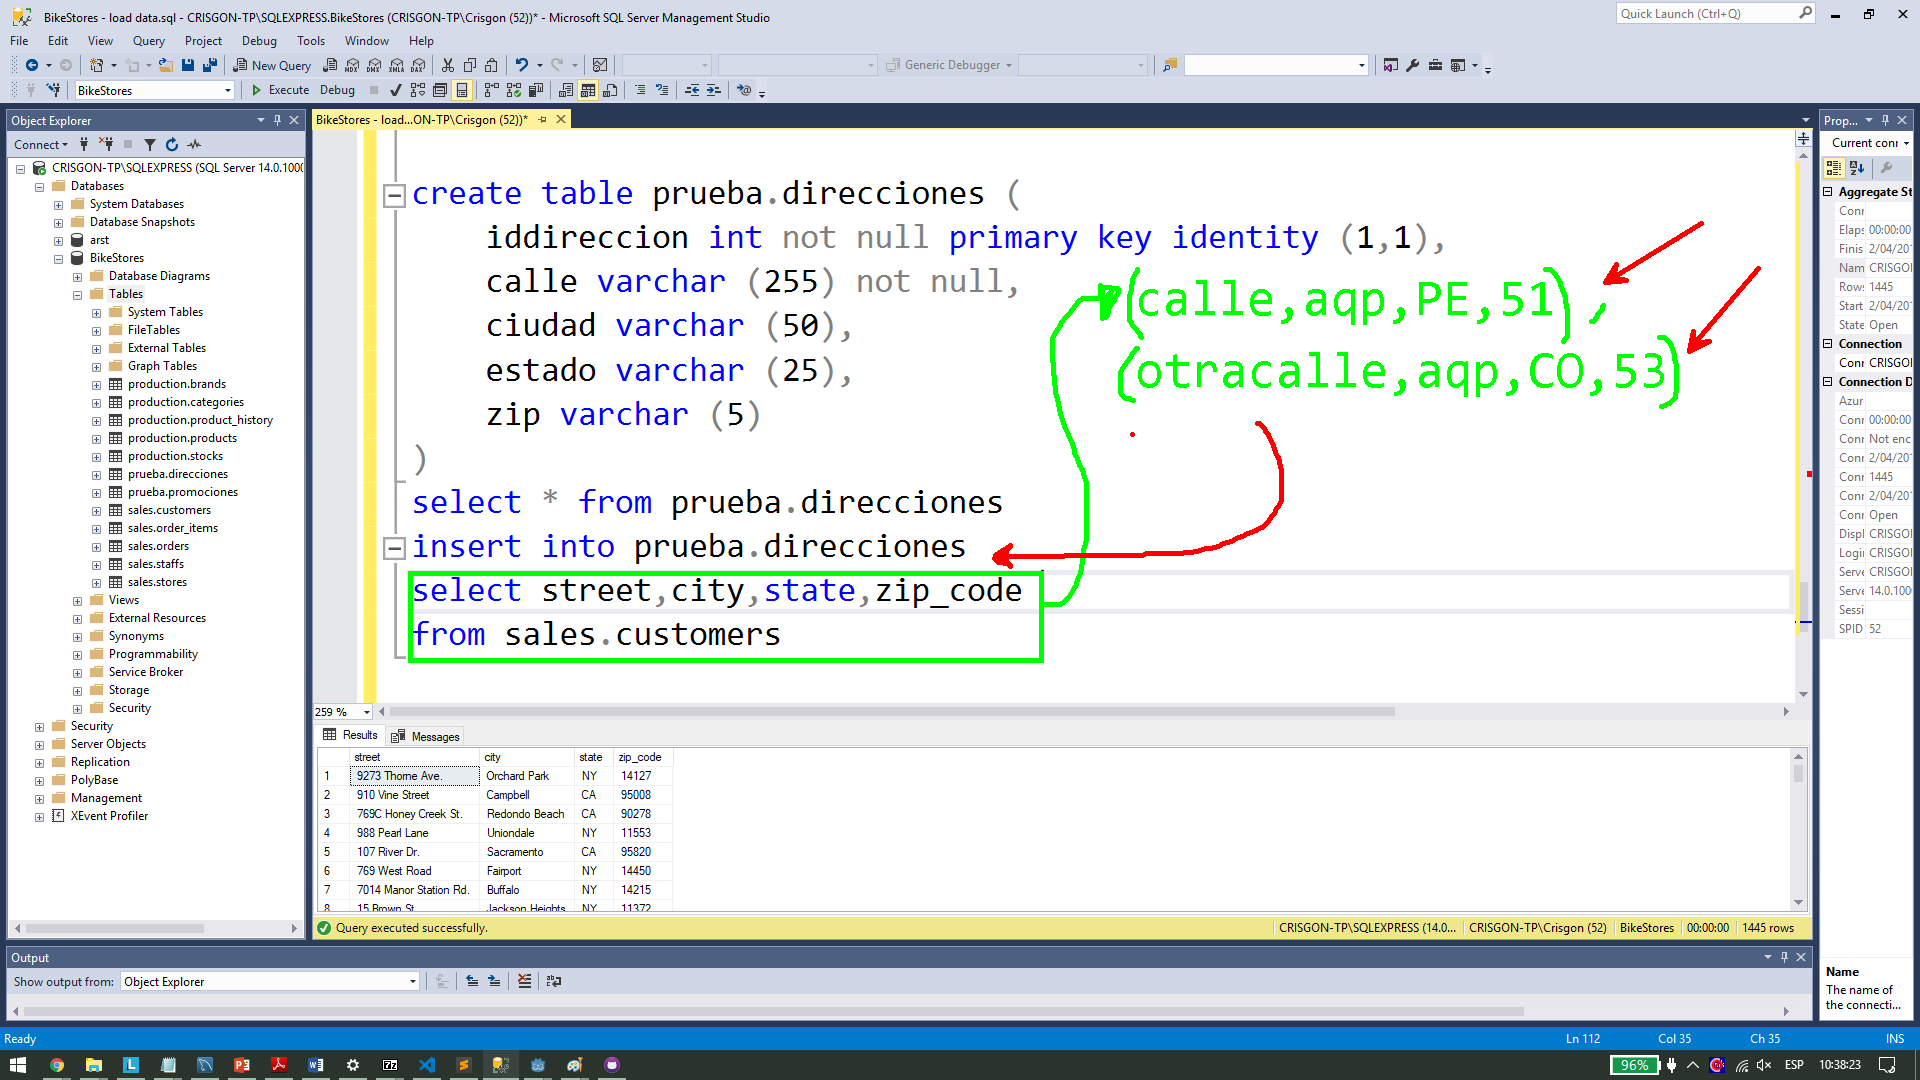 BikeStores - load data.sql - CRISGON-TP\SQLEXPRESS.BikeStores (CRISGON-TP\Crisgon (52))* - Microsoft SQL Server Management Studio
Quick Launch (Ctrl+Q)
File Edit View Query Project Debug Tools Window Help
New Query
Generic Debugger
BikeStores
Execute Debug
Object Explorer
Connect
CRISGON-TP\SQLEXPRESS (SQL Server 14.0.100
Databases
System Databases
Database Snapshots
arst
BikeStores
Database Diagrams
Tables
System Tables
FileTables
External Tables
Graph Tables
production.brands
production.categories
production.product_history
production.products
production.stocks
prueba.direcciones
prueba.promociones
sales.customers
sales.order_items
sales.orders
sales.staffs
sales.stores
Views
External Resources
Synonyms
Programmability
Service Broker
Storage
Security
Security
Server Objects
Replication
PolyBase
Management
XEvent Profiler
BikeStores - load...ON-TP\Crisgon (52))*
create table prueba.direcciones (
iddireccion int not null primary key identity (1,1),
calle varchar (255) not null,
ciudad varchar (50),
estado varchar (25),
zip varchar (5)
)
select * from prueba.direcciones
insert into prueba.direcciones
select street,city,state,zip_code
from sales.customers
(calle,aqp,PE,51),
(otracalle,aqp,CO,53)
259 %
Results Messages
street city state zip_code
1 9273 Thorne Ave. Orchard Park NY 14127
2 910 Vine Street Campbell CA 95008
3 769C Honey Creek St. Redondo Beach CA 90278
4 988 Pearl Lane Uniondale NY 11553
5 107 River Dr. Sacramento CA 95820
6 769 West Road Fairport NY 14450
7 7014 Manor Station Rd. Buffalo NY 14215
8 15 Brown St. Jackson Heights NY 11372
Query executed successfully.
CRISGON-TP\SQLEXPRESS (14.0... CRISGON-TP\Crisgon (52) BikeStores 00:00:00 1445 rows
Prop...
Current conr
Aggregate St
Conr
Elaps 00:00:00
Finis 2/04/20
Nam CRISGO
Row: 1445
Start 2/04/20
State Open
Connection
Conr CRISGO
Connection D
Azur
Conr 00:00:00
Conr Not enc
Conr 2/04/20
Conr 1445
Conr 2/04/20
Conr Open
Displ CRISGO
Logii CRISGO
Serve CRISGO
Serve 14.0.100
Sessi
SPID 52
Name
The name of
the connecti...
Output
Show output from: Object Explorer
Ready
Ln 112 Col 35 Ch 35 INS
96% ESP 10:38:23